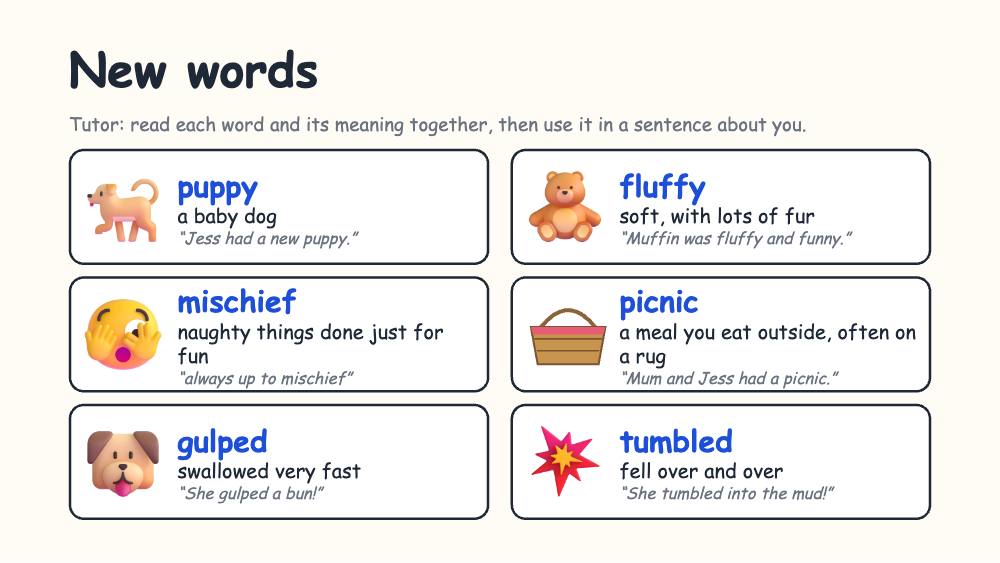 New words
Tutor: read each word and its meaning together, then use it in a sentence about you.
puppy
a baby dog
"Jess had a new puppy."
fluffy
soft, with lots of fur
"Muffin was fluffy and funny."
mischief
naughty things done just for
fun
"always up to mischief"
picnic
a meal you eat outside, often on
a rug
"Mum and Jess had a picnic."
gulped
swallowed very fast
"She gulped a bun!"
tumbled
fell over and over
"She tumbled into the mud!"